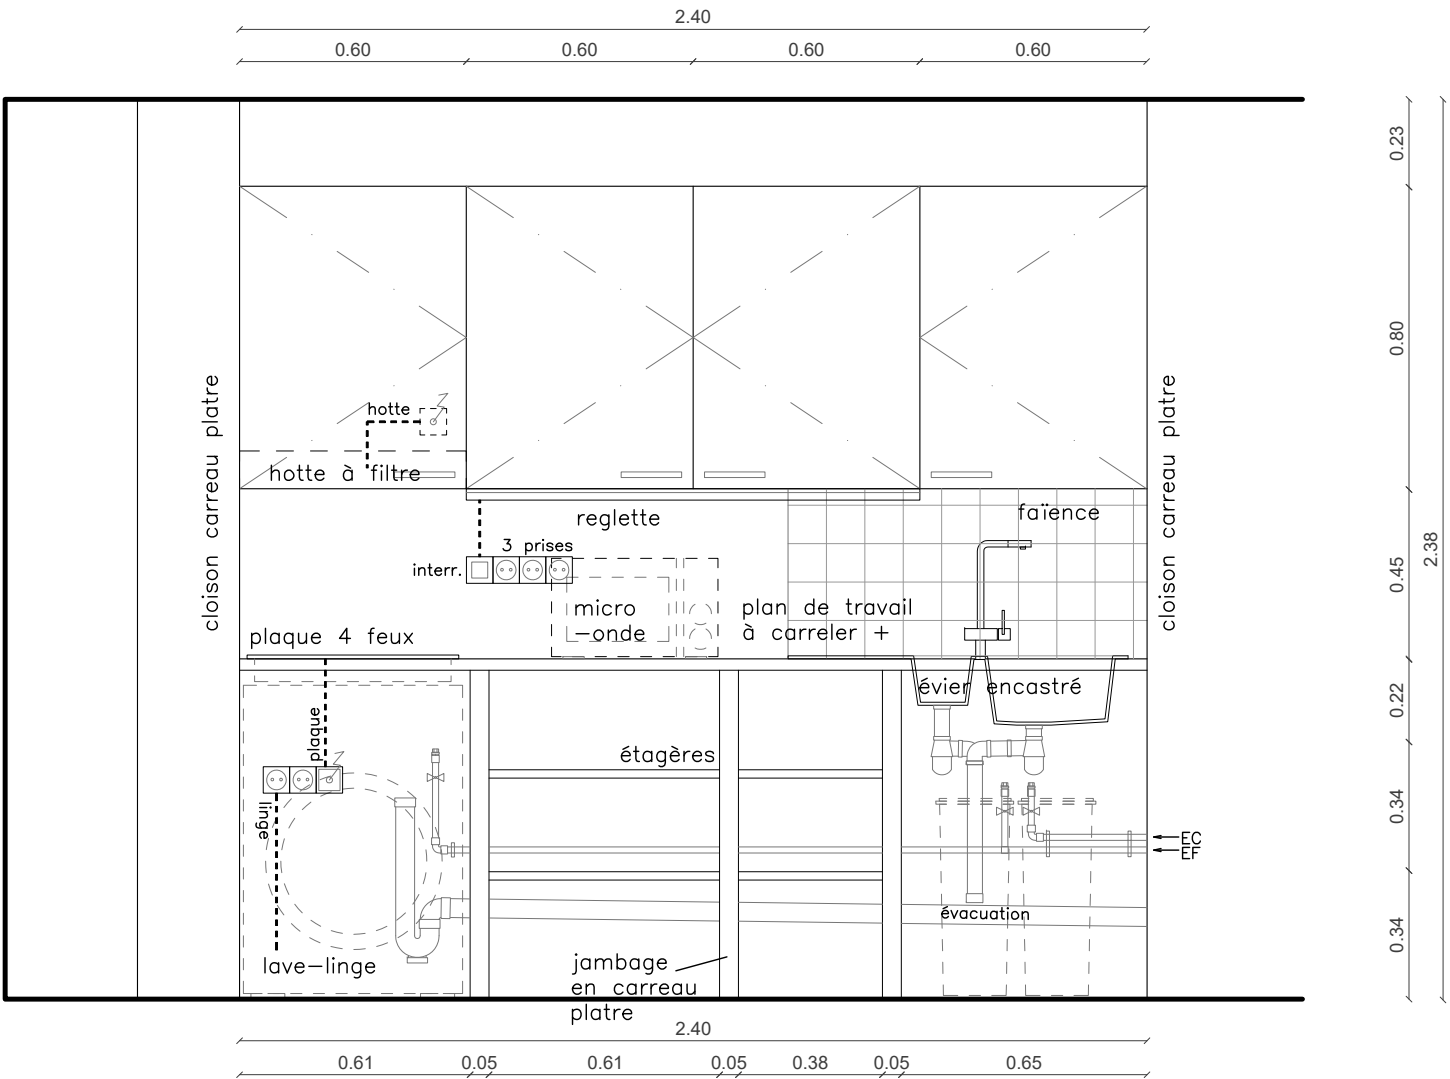 2.40
0.60 0.60 0.60 0.60
0.23
0.80
0.45
0.22
0.34
0.34
2.38
cloison carreau platre
cloison carreau platre
hotte
hotte à filtre
reglette
faïence
3 prises
interr.
micro
-onde
plan de travail
à carreler +
plaque 4 feux
évier encastré
plaque
étagères
linge
EC
EF
évacuation
lave-linge
jambage
en carreau
platre
2.40
0.61 0.05 0.61 0.05 0.38 0.05 0.65